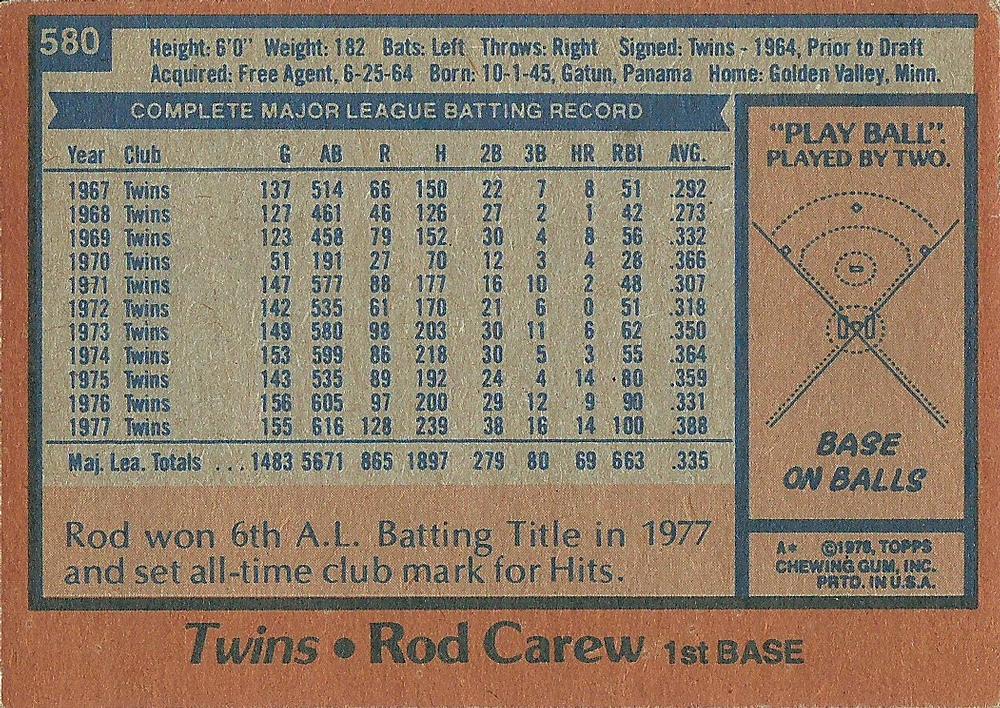 580
Height: 6'0" Weight: 182 Bats: Left Throws: Right Signed: Twins - 1964, Prior to Draft
Acquired: Free Agent, 6-25-64 Born: 10-1-45, Gatun, Panama Home: Golden Valley, Minn.
COMPLETE MAJOR LEAGUE BATTING RECORD
Year Club G AB R H 2B 3B HR RBI AVG.
1967 Twins 137 514 66 150 22 7 8 51 .292
1968 Twins 127 461 46 126 27 2 1 42 .273
1969 Twins 123 458 79 152 30 4 8 56 .332
1970 Twins 51 191 27 70 12 3 4 28 .366
1971 Twins 147 577 88 177 16 10 2 48 .307
1972 Twins 142 535 61 170 21 6 0 51 .318
1973 Twins 149 580 98 203 30 11 6 62 .350
1974 Twins 153 599 86 218 30 5 3 55 .364
1975 Twins 143 535 89 192 24 4 14 80 .359
1976 Twins 156 605 97 200 29 12 9 90 .331
1977 Twins 155 616 128 239 38 16 14 100 .388
Maj. Lea. Totals ...1483 5671 865 1897 279 80 69 663 .335
Rod won 6th A.L. Batting Title in 1977
and set all-time club mark for Hits.
"PLAY BALL".
PLAYED BY TWO.
BASE
ON BALLS
A* ©1978, TOPPS
CHEWING GUM, INC.
PRTD. IN U.S.A.
Twins • Rod Carew 1st BASE